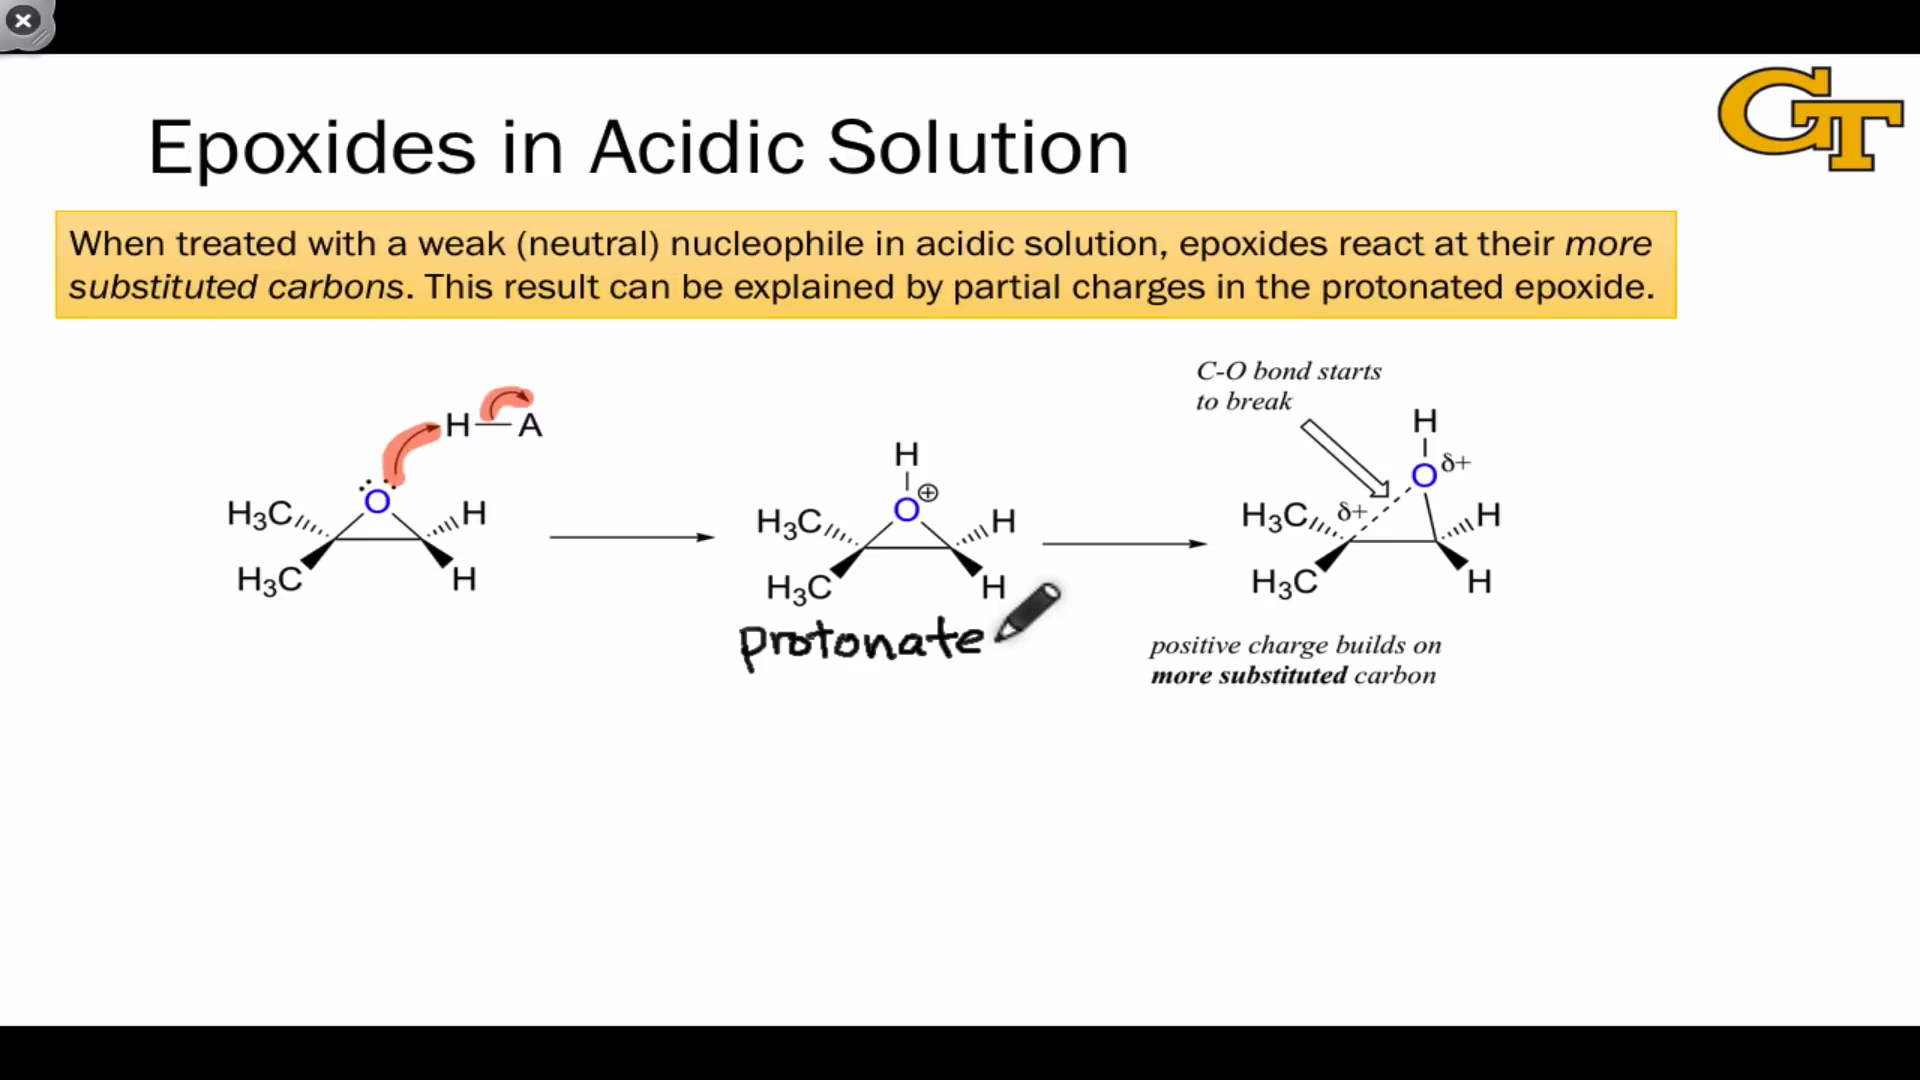 GT
Epoxides in Acidic Solution
When treated with a weak (neutral) nucleophile in acidic solution, epoxides react at their more
substituted carbons. This result can be explained by partial charges in the protonated epoxide.
H—A
O
H₃C
H
H₃C
H
H
O⊕
H₃C
H
H₃C
H
protonate
C-O bond starts
to break
H
O δ+
H₃C δ+
H
H₃C
H
positive charge builds on
more substituted carbon